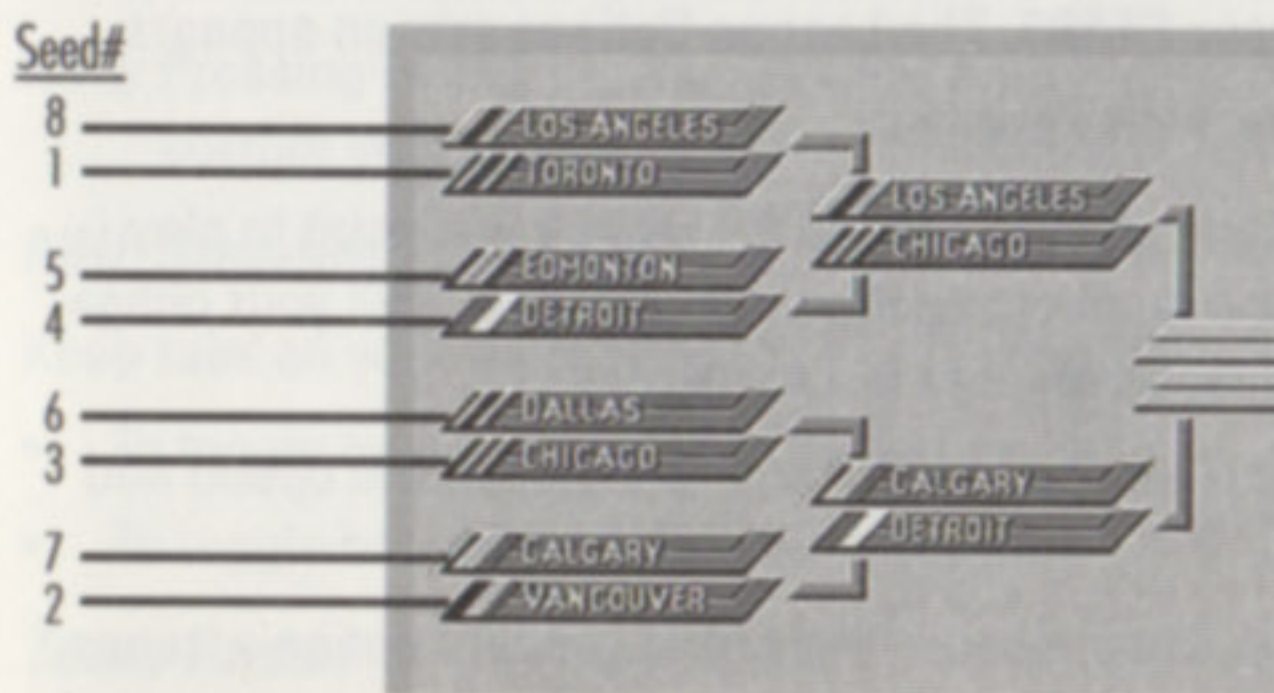 Seed#
8 LOS ANGELES
1 TORONTO
LOS ANGELES
CHICAGO
5 EDMONTON
4 DETROIT
6 DALLAS
3 CHICAGO
CALGARY
DETROIT
7 CALGARY
2 VANCOUVER